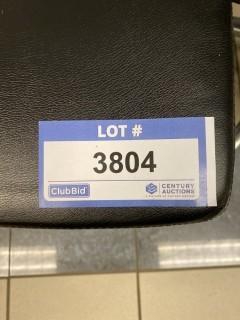 LOT #
3804
ClubBid
CENTURY
AUCTIONS